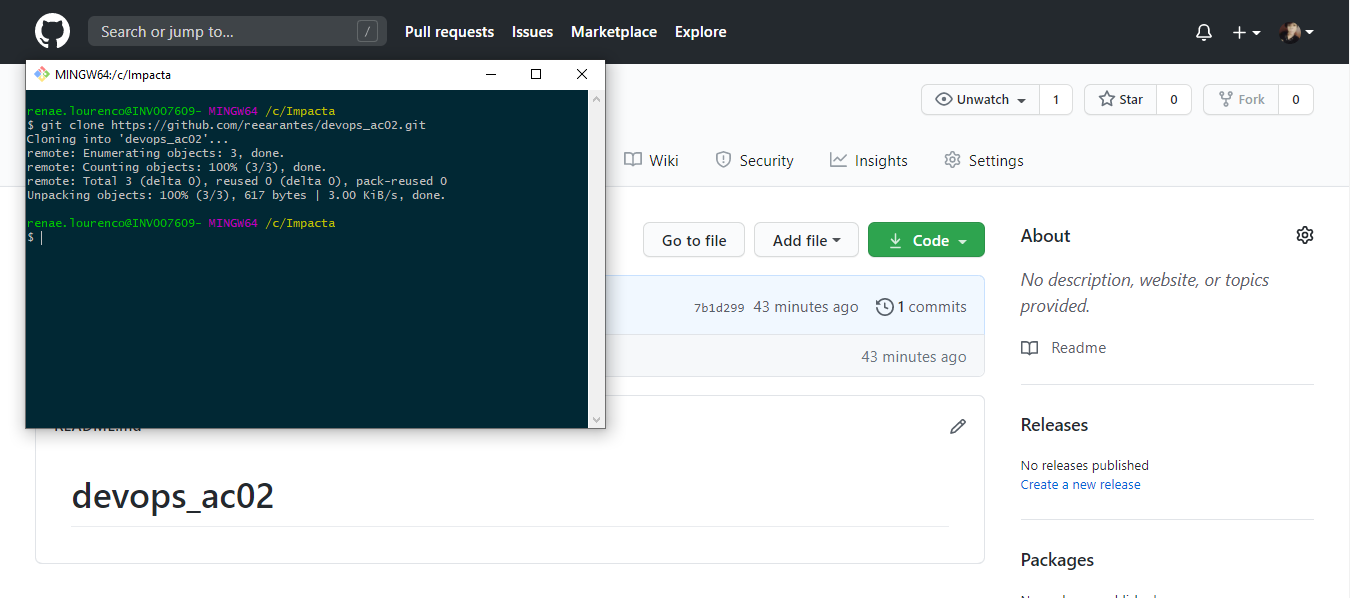 Search or jump to... /
Pull requests Issues Marketplace Explore
MINGW64:/c/Impacta
renae.lourenco@INVOO7609- MINGW64 /c/Impacta
$ git clone https://github.com/reearantes/devops_ac02.git
Cloning into 'devops_ac02'...
remote: Enumerating objects: 3, done.
remote: Counting objects: 100% (3/3), done.
remote: Total 3 (delta 0), reused 0 (delta 0), pack-reused 0
Unpacking objects: 100% (3/3), 617 bytes | 3.00 KiB/s, done.
renae.lourenco@INVOO7609- MINGW64 /c/Impacta
$
Unwatch 1 Star 0 Fork 0
Wiki Security Insights Settings
Go to file Add file Code
7b1d299 43 minutes ago 1 commits
43 minutes ago
README.md
devops_ac02
About
No description, website, or topics
provided.
Readme
Releases
No releases published
Create a new release
Packages